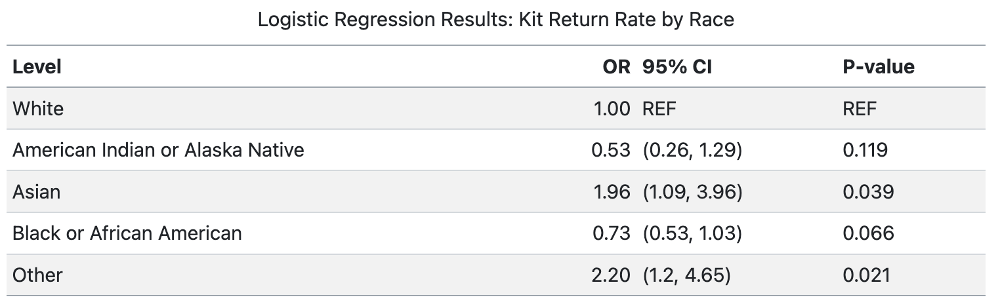 Logistic Regression Results: Kit Return Rate by Race
Level OR 95% CI P-value
White 1.00 REF REF
American Indian or Alaska Native 0.53 (0.26, 1.29) 0.119
Asian 1.96 (1.09, 3.96) 0.039
Black or African American 0.73 (0.53, 1.03) 0.066
Other 2.20 (1.2, 4.65) 0.021